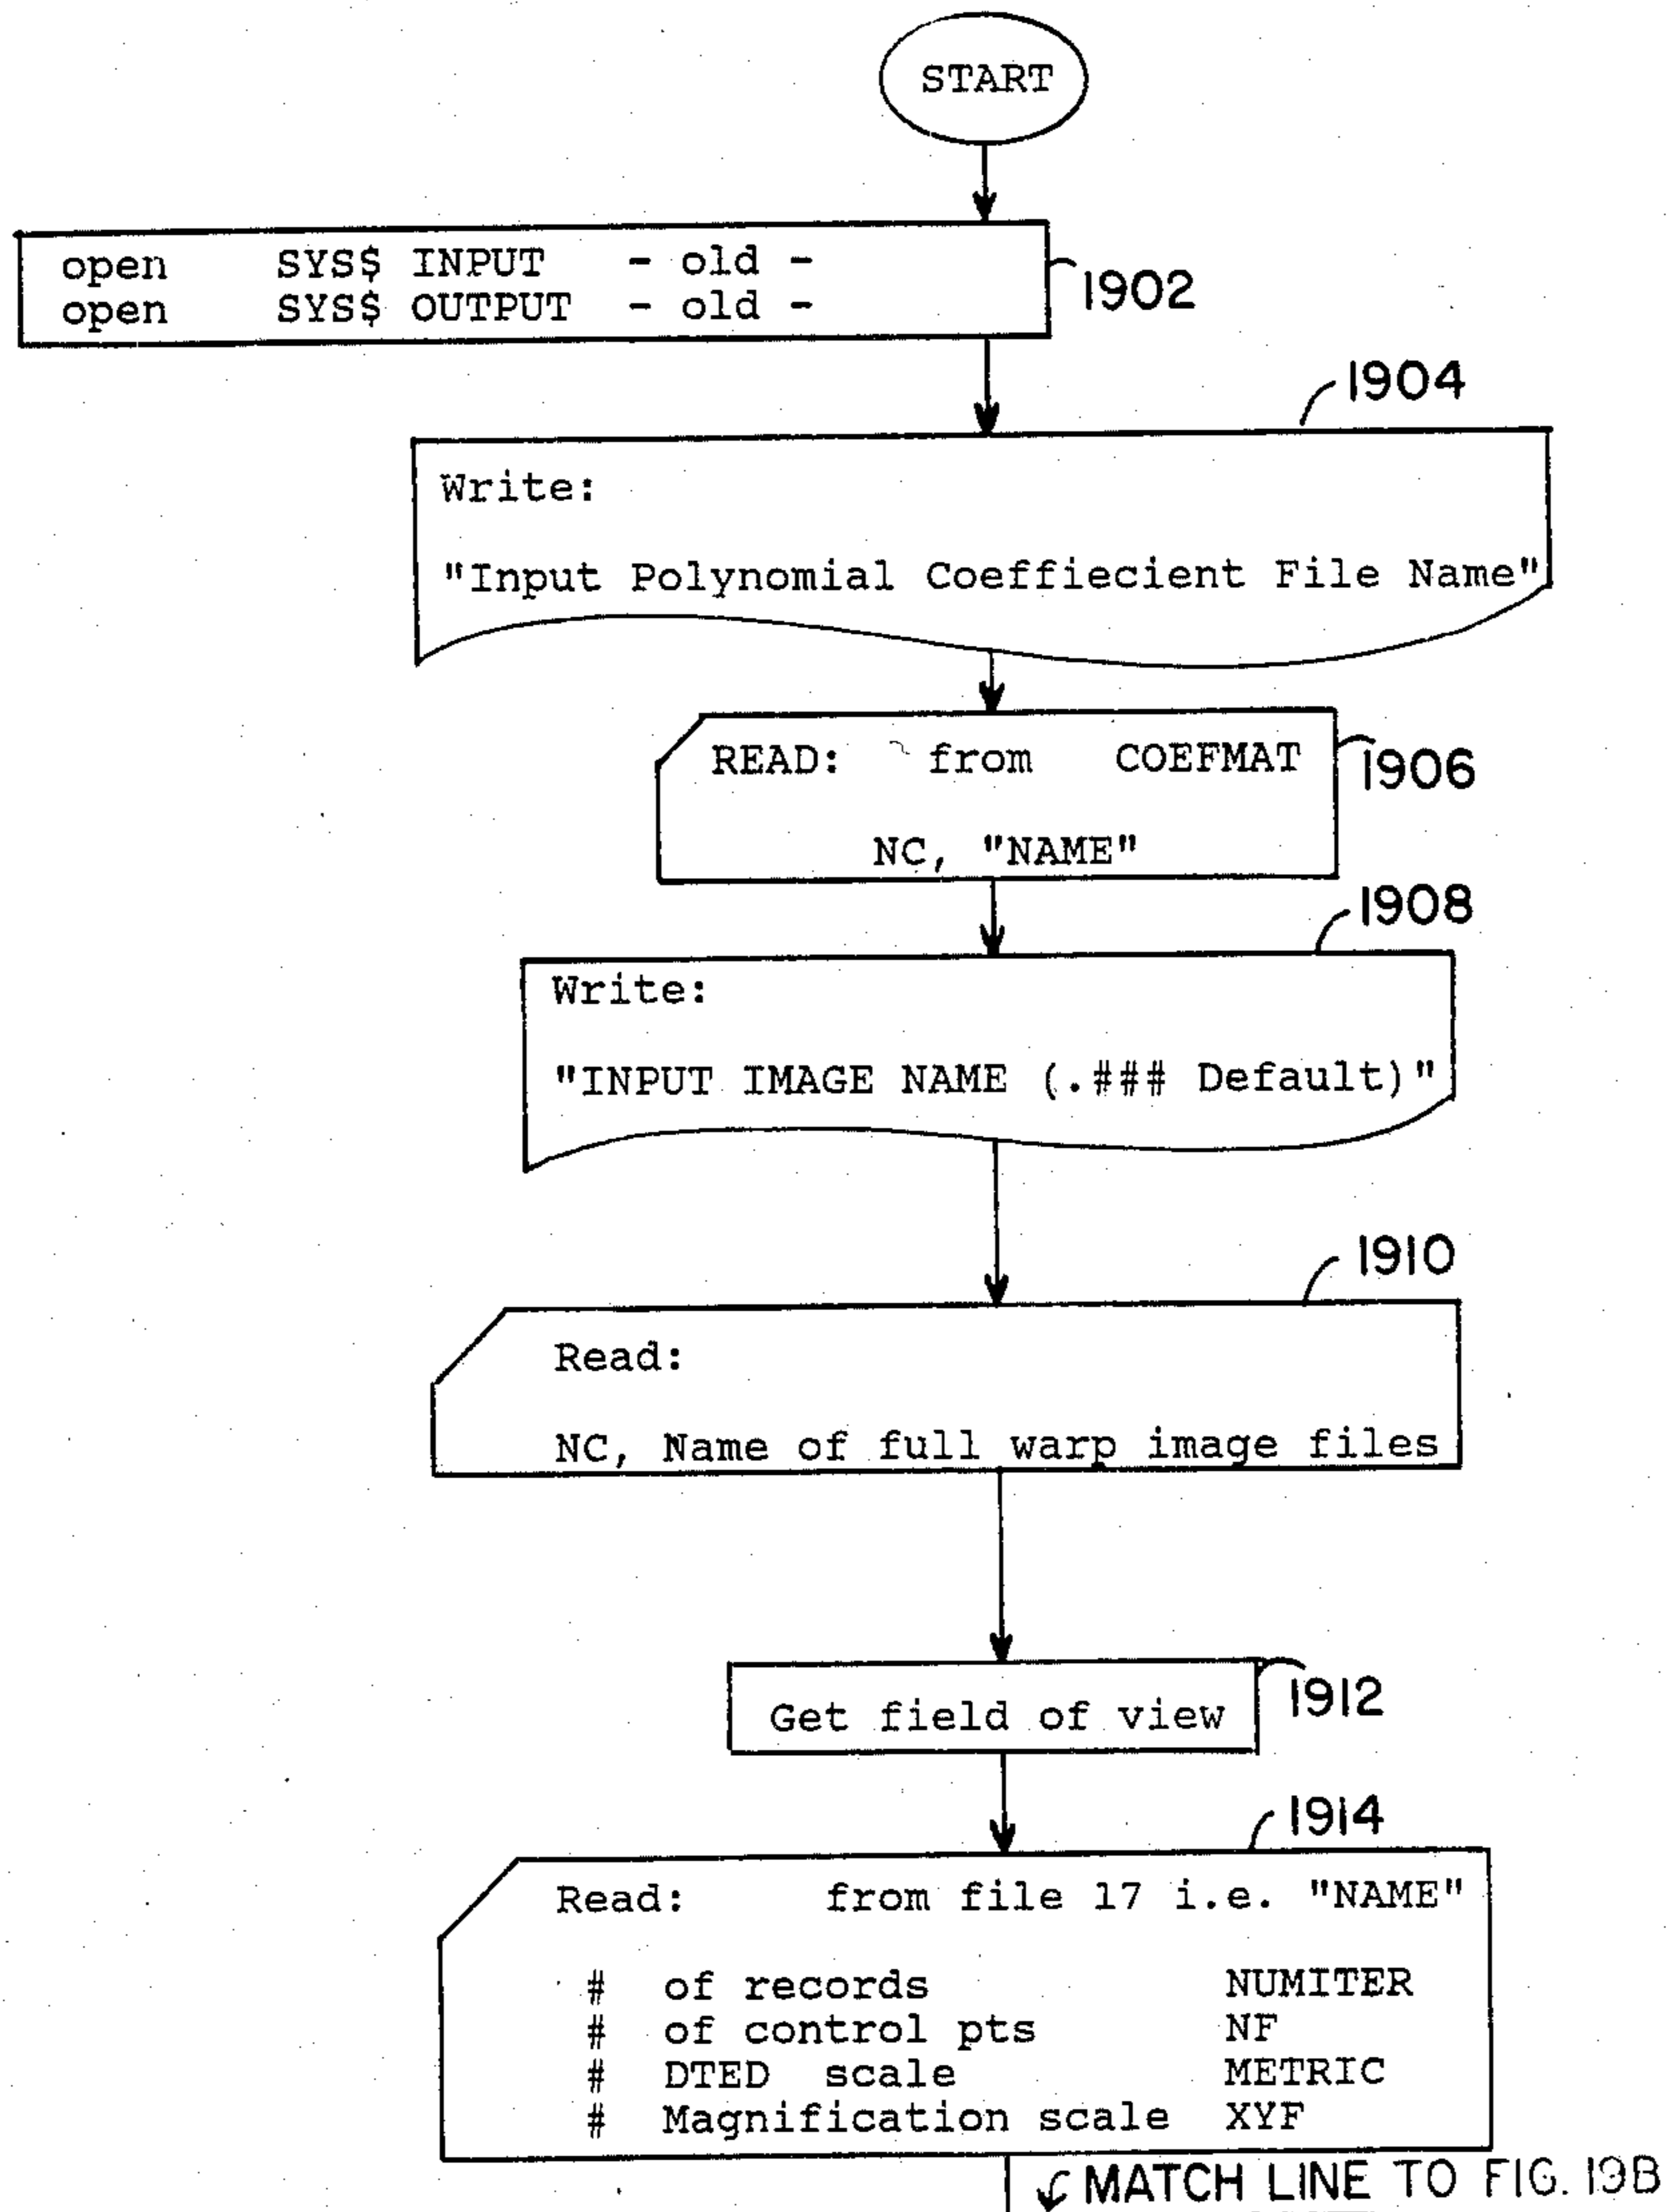 START
open SYS$ INPUT - old -
open SYS$ OUTPUT - old -
1902
1904
Write:
"Input Polynomial Coeffiecient File Name"
READ: from COEFMAT
NC, "NAME"
1906
1908
Write:
"INPUT IMAGE NAME (.### Default)"
1910
Read:
NC, Name of full warp image files
1912
Get field of view
1914
Read: from file 17 i.e. "NAME"
# of records NUMITER
# of control pts NF
# DTED scale METRIC
# Magnification scale XYF
MATCH LINE TO FIG. 19B